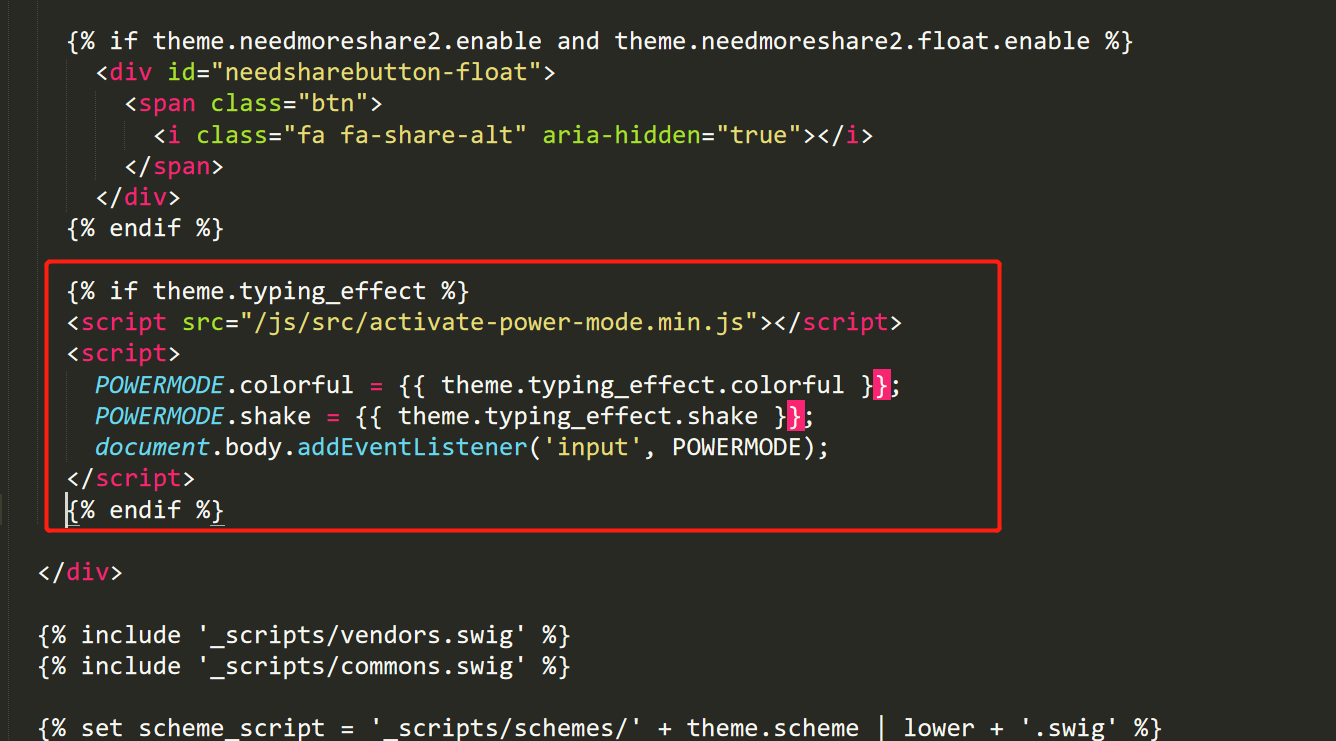 {% if theme.needmoreshare2.enable and theme.needmoreshare2.float.enable %}
<div id="needsharebutton-float">
<span class="btn">
<i class="fa fa-share-alt" aria-hidden="true"></i>
</span>
</div>
{% endif %}
{% if theme.typing_effect %}
<script src="/js/src/activate-power-mode.min.js"></script>
<script>
POWERMODE.colorful = {{ theme.typing_effect.colorful }};
POWERMODE.shake = {{ theme.typing_effect.shake }};
document.body.addEventListener('input', POWERMODE);
</script>
{% endif %}
</div>
{% include '_scripts/vendors.swig' %}
{% include '_scripts/commons.swig' %}
{% set scheme_script = '_scripts/schemes/' + theme.scheme | lower + '.swig' %}